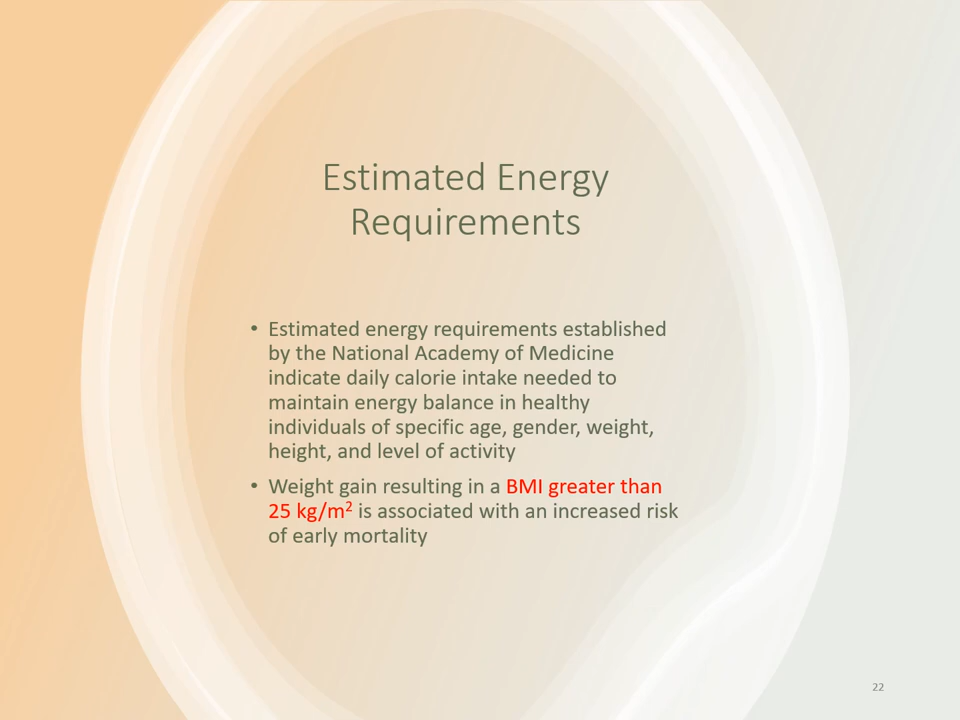 Estimated Energy
Requirements
• Estimated energy requirements established
by the National Academy of Medicine
indicate daily calorie intake needed to
maintain energy balance in healthy
individuals of specific age, gender, weight,
height, and level of activity
• Weight gain resulting in a BMI greater than
25 kg/m² is associated with an increased risk
of early mortality
22